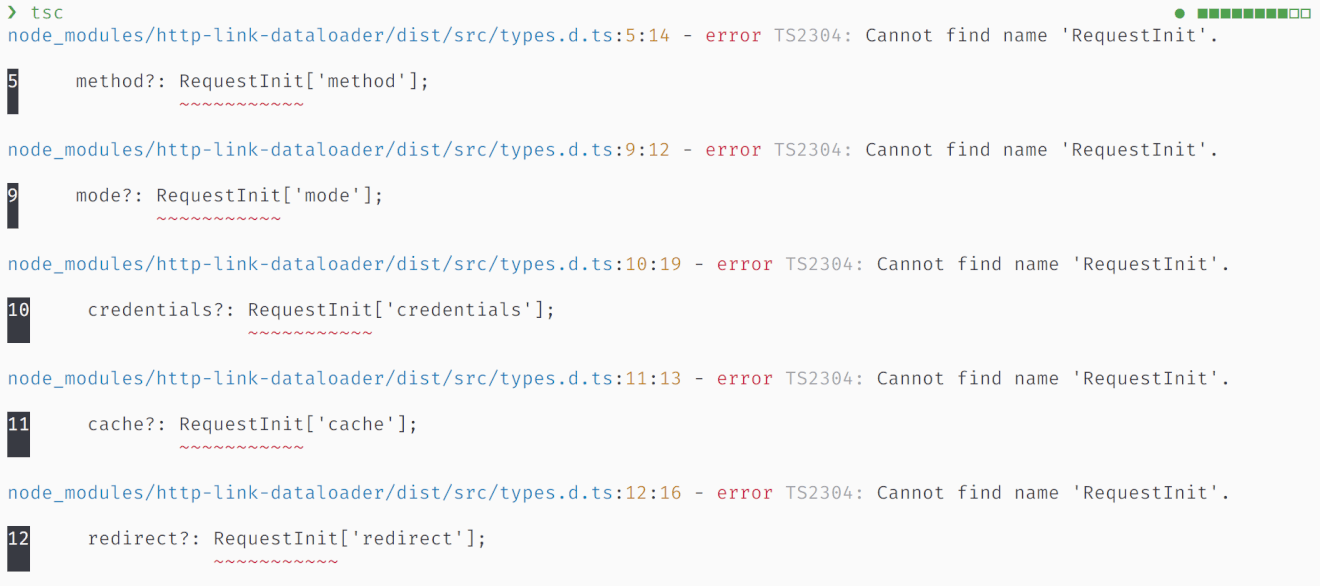 ❯ tsc
node_modules/http-link-dataloader/dist/src/types.d.ts:5:14 - error TS2304: Cannot find name 'RequestInit'.
5     method?: RequestInit['method'];
~~~~~~~~~~~
node_modules/http-link-dataloader/dist/src/types.d.ts:9:12 - error TS2304: Cannot find name 'RequestInit'.
9     mode?: RequestInit['mode'];
~~~~~~~~~~~
node_modules/http-link-dataloader/dist/src/types.d.ts:10:19 - error TS2304: Cannot find name 'RequestInit'.
10     credentials?: RequestInit['credentials'];
~~~~~~~~~~~
node_modules/http-link-dataloader/dist/src/types.d.ts:11:13 - error TS2304: Cannot find name 'RequestInit'.
11     cache?: RequestInit['cache'];
~~~~~~~~~~~
node_modules/http-link-dataloader/dist/src/types.d.ts:12:16 - error TS2304: Cannot find name 'RequestInit'.
12     redirect?: RequestInit['redirect'];
~~~~~~~~~~~